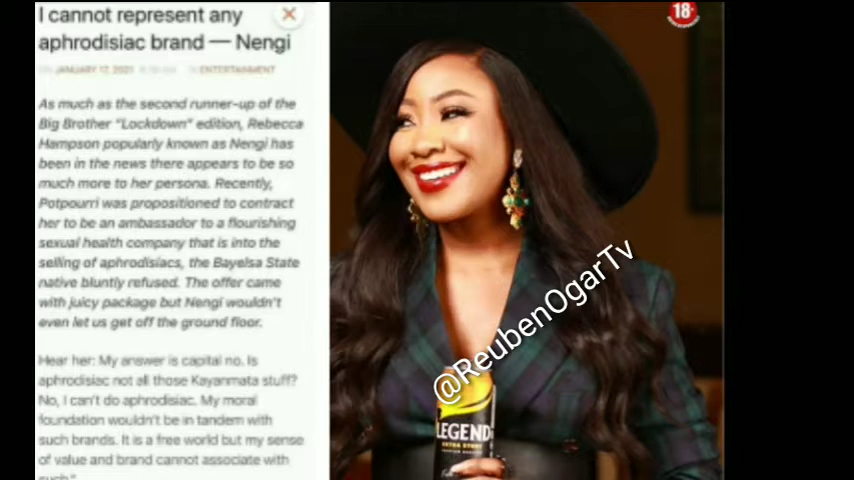 I cannot represent any
aphrodisiac brand — Nengi
JANUARY 17, 2021
ENTERTAINMENT
As much as the second runner-up of the
Big Brother "Lockdown" edition, Rebecca
Hampson popularly known as Nengi has
been in the news there appears to be so
much more to her persona. Recently,
Potpourri was propositioned to contract
her to be an ambassador to a flourishing
sexual health company that is into the
selling of aphrodisiacs, the Bayelsa State
native bluntly refused. The offer came
with juicy package but Nengi wouldn't
even let us get off the ground floor.
Hear her: My answer is capital no. Is
aphrodisiac not all those Kayanmata stuff?
No, I can't do aphrodisiac. My moral
foundation wouldn't be in tandem with
such brands. It is a free world but my sense
of value and brand cannot associate with
such."
18+
@ReubenOgarTv
LEGEND
EXTRA STOUT